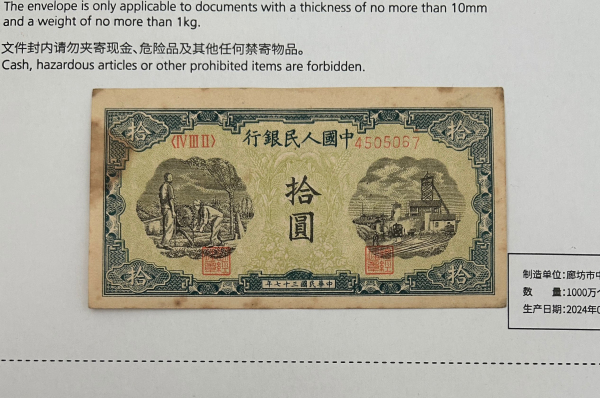 The envelope is only applicable to documents with a thickness of no more than 10mm
and a weight of no more than 1kg.
文件封内请勿夹寄现金、危险品及其他任何禁寄物品。
Cash, hazardous articles or other prohibited items are forbidden.
拾 拾
〈IV III II〉
行銀民人國中
4505067
拾圓
拾 拾
年七十三國民華中
制造单位:廊坊市中
数 量:1000万个
生产日期:2024年0